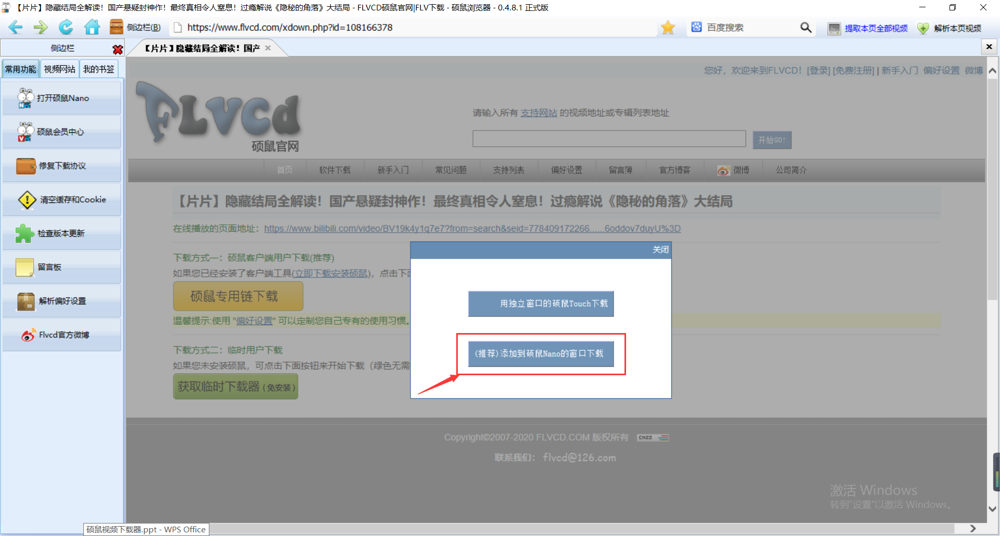 【片片】隐藏结局全解读！国产悬疑封神作！最终真相令人窒息！过瘾解说《隐秘的角落》大结局 - FLVCD硕鼠官网|FLV下载 - 硕鼠浏览器 - 0.4.8.1 正式版
侧边栏(B)
https://www.flvcd.com/xdown.php?id=108166378
百度搜索
提取本页全部视频
解析本页视频
侧边栏
【片片】隐藏结局全解读！国产
常用功能 视频网站 我的书签
您好，欢迎来到FLVCD！[登录] [免费注册] | 新手入门 偏好设置 微博
打开硕鼠Nano
硕鼠会员中心
修复下载协议
清空缓存和Cookie
检查版本更新
留言板
解析偏好设置
Flvcd官方微博
FLVCd
硕鼠官网
请输入所有 支持网站 的视频地址或专辑列表地址
开始GO!
首页 软件下载 新手入门 常见问题 支持列表 偏好设置 留言簿 官方博客 微博 公司简介
【片片】隐藏结局全解读！国产悬疑封神作！最终真相令人窒息！过瘾解说《隐秘的角落》大结局
在线播放的页面地址：https://www.bilibili.com/video/BV19k4y1q7e7?from=search&seid=778409172266......6oddov7duyU%3D
下载方式一：硕鼠客户端用户下载(推荐)
如果您已经安装了客户端工具(立即下载安装硕鼠)，点击下面
硕鼠专用链下载
温馨提示:使用 "偏好设置" 可以定制您自己专有的使用习惯。
下载方式二：临时用户下载
如果您未安装硕鼠，可点击下面按钮来开始下载（绿色无需
获取临时下载器(免安装)
关闭
用独立窗口的硕鼠Touch下载
(推荐)添加到硕鼠Nano的窗口下载
Copyright©2007-2020 FLVCD.COM 版权所有 CNZZ
联系我们： flvcd@126.com
激活 Windows
转到"设置"以激活 Windows。
硕鼠视频下载器.ppt - WPS Office